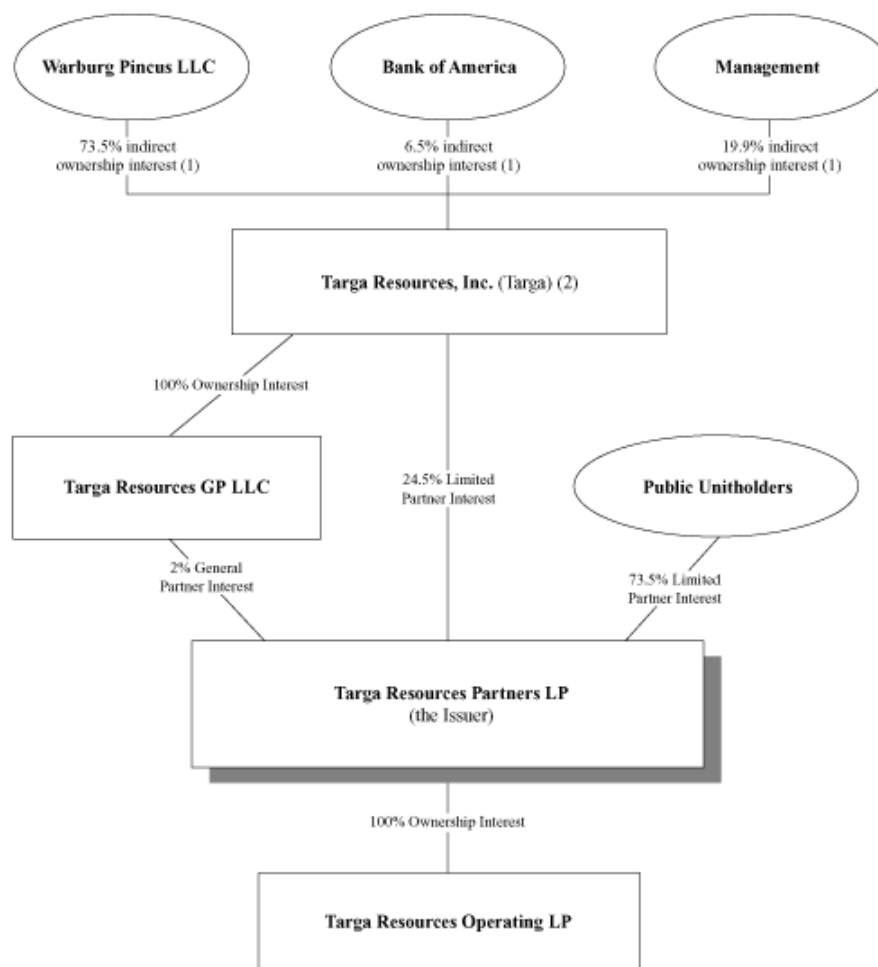 Warburg Pincus LLC
Bank of America
Management
73.5% indirect
ownership interest (1)
6.5% indirect
ownership interest (1)
19.9% indirect
ownership interest (1)
Targa Resources, Inc. (Targa) (2)
100% Ownership Interest
Targa Resources GP LLC
24.5% Limited
Partner Interest
Public Unitholders
2% General
Partner Interest
73.5% Limited
Partner Interest
Targa Resources Partners LP
(the Issuer)
100% Ownership Interest
Targa Resources Operating LP